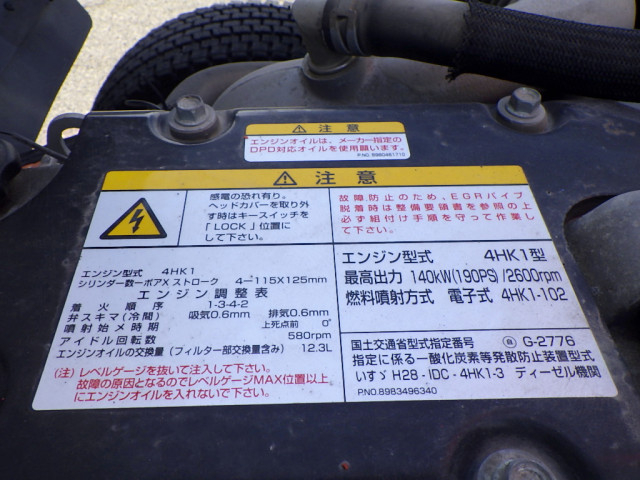 ⚠ 注意
エンジンオイルは、メーカー指定の
DPD対応オイルを使用願います。
P.NO. 8980461710
⚠ 注意
感電の恐れ有り。
ヘッドカバーを取り外
す時はキースイッチを
「LOCK」位置に
して下さい。
故障防止のため、EGRパイプ
脱着時は整備要領書を参照の上
必ず組付け手順を守って作業
して下さい。
エンジン型式 4HK1
シリンダー数ーボアXストローク 4ー115X125mm
エンジン調整表
着火順序 1-3-4-2
弁スキマ(冷間) 吸気0.6mm 排気0.6mm
噴射始メ時期 上死点前 0°
アイドル回転数 580rpm
エンジンオイルの交換量(フィルター部交換量含み) 12.3L
(注)レベルゲージを抜いて注入して下さい。
故障の原因となるのでレベルゲージMAX位置以上
にエンジンオイルを入れないで下さい。
エンジン型式 4HK1型
最高出力 140kW(190PS)/2600rpm
燃料噴射方式 電子式 4HK1-102
国土交通省型式指定番号 G-2776
指定に係る一酸化炭素等発散防止装置型式
いすゞ H28-IDC-4HK1-3 ディーゼル機関
P.NO.8983496340